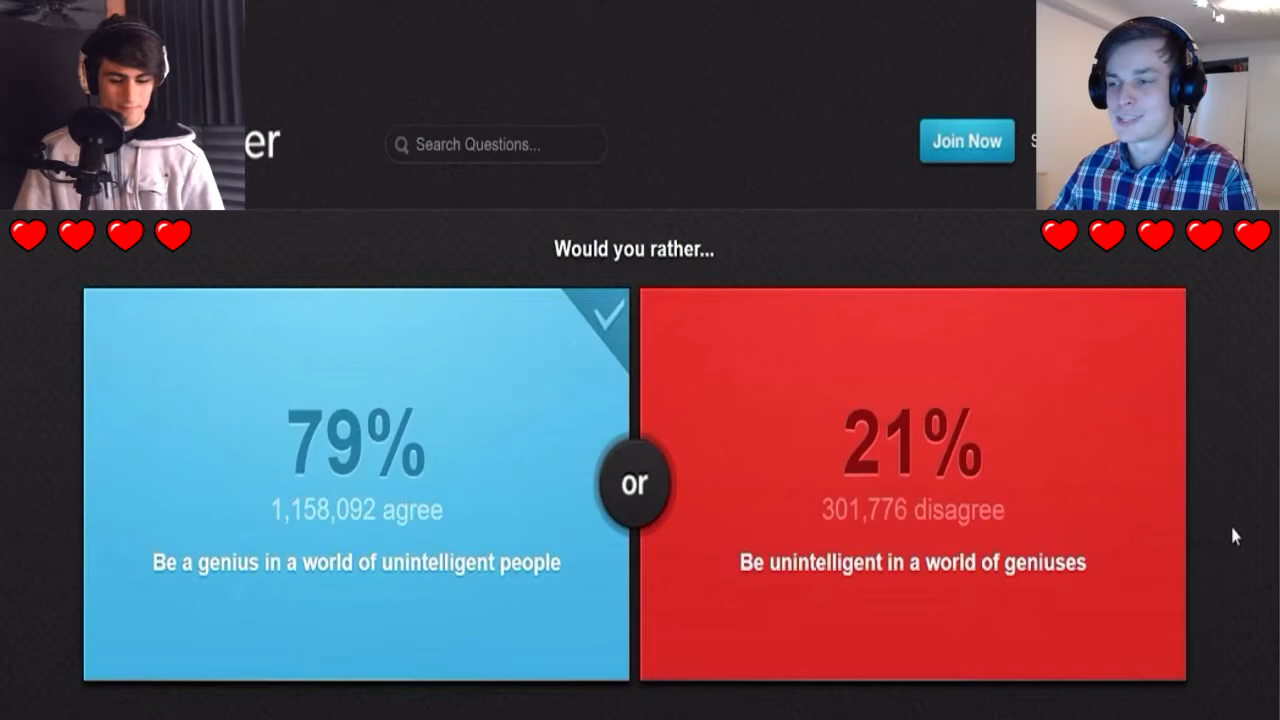 er
Search Questions...
Join Now
S
Would you rather...
79%
1,158,092 agree
Be a genius in a world of unintelligent people
or
21%
301,776 disagree
Be unintelligent in a world of geniuses